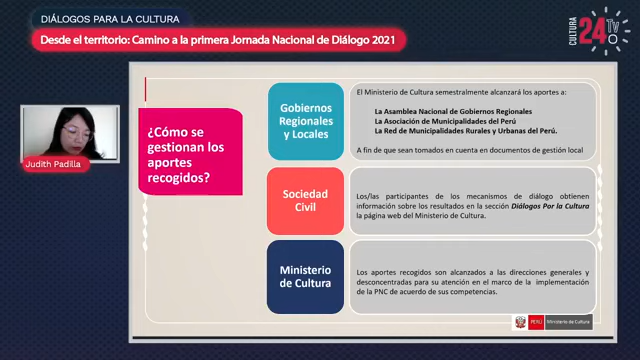 DIÁLOGOS PARA LA CULTURA
Desde el territorio: Camino a la primera Jornada Nacional de Diálogo 2021
CULTURA
24
TV
Judith Padilla
¿Cómo se
gestionan los
aportes
recogidos?
Gobiernos
Regionales
y Locales
El Ministerio de Cultura semestralmente alcanzará los aportes a:
La Asamblea Nacional de Gobiernos Regionales
La Asociación de Municipalidades del Perú
La Red de Municipalidades Rurales y Urbanas del Perú.
A fin de que sean tomados en cuenta en documentos de gestión local
Sociedad
Civil
Los/las participantes de los mecanismos de diálogo obtienen
información sobre los resultados en la sección Diálogos Por la Cultura
la página web del Ministerio de Cultura.
Ministerio
de Cultura
Los aportes recogidos son alcanzados a las direcciones generales y
desconcentradas para su atención en el marco de la implementación
de la PNC de acuerdo de sus competencias.
PERÚ
Ministerio de Cultura